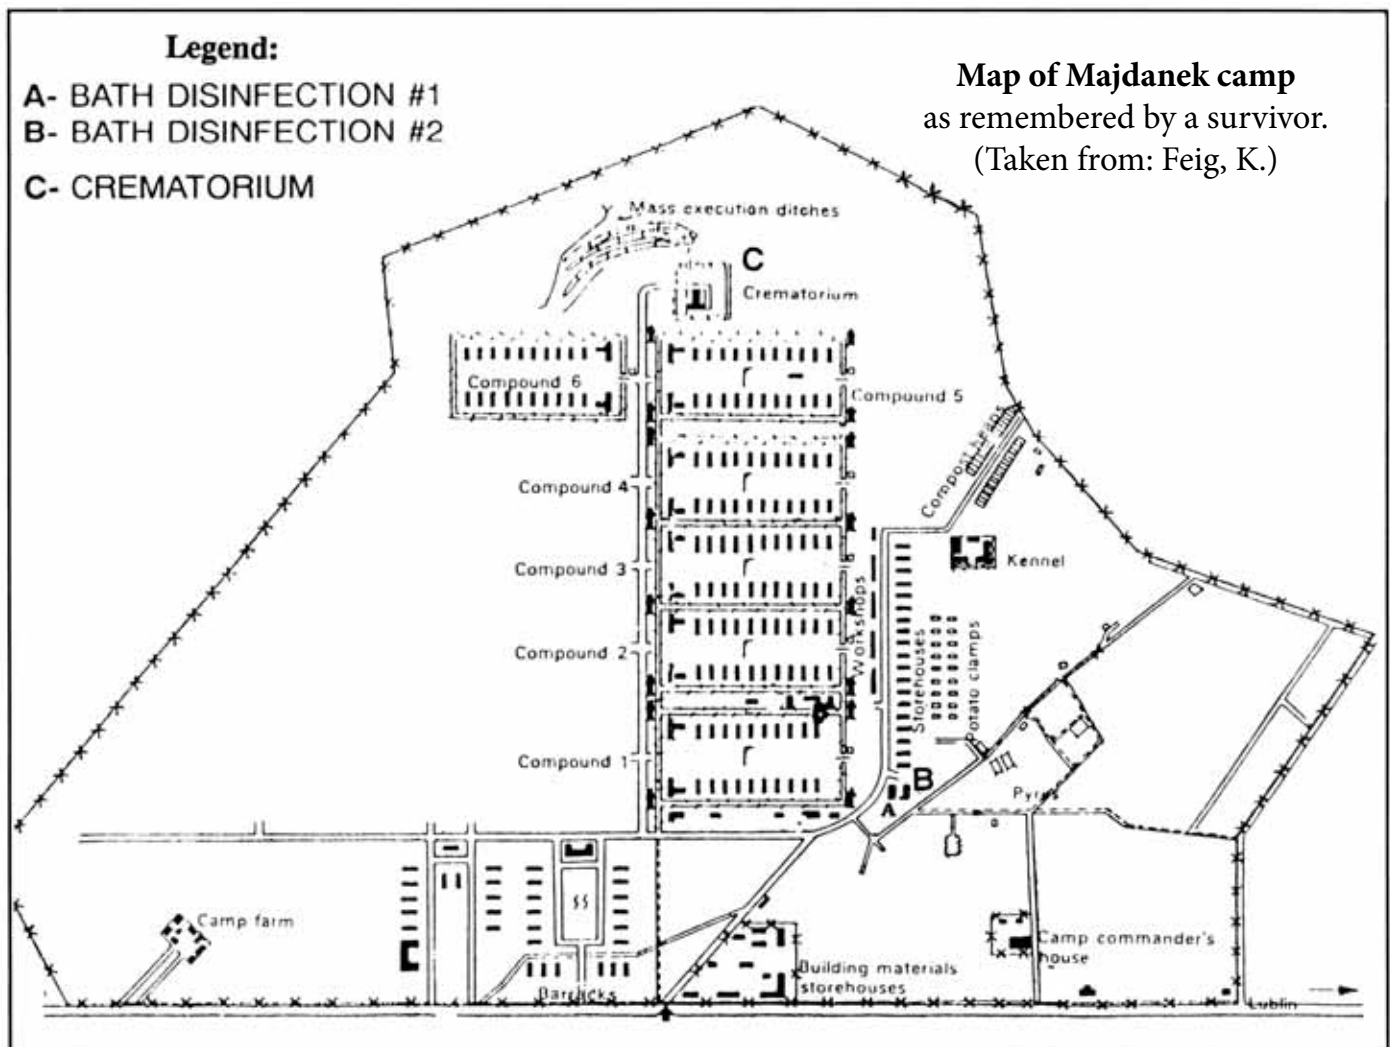 Legend:
A- BATH DISINFECTION #1
B- BATH DISINFECTION #2
C- CREMATORIUM
Map of Majdanek camp
as remembered by a survivor.
(Taken from: Feig, K.)
Mass execution ditches
C
Crematorium
Compound 6
Compound 5
Compost heaps
Compound 4
Kennel
Compound 3
Workshops
Storehouses
Potato clamps
Compound 2
Compound 1
B
A
Pyres
Camp farm
SS
Camp commander's
house
Building materials
storehouses
Barracks
Lublin